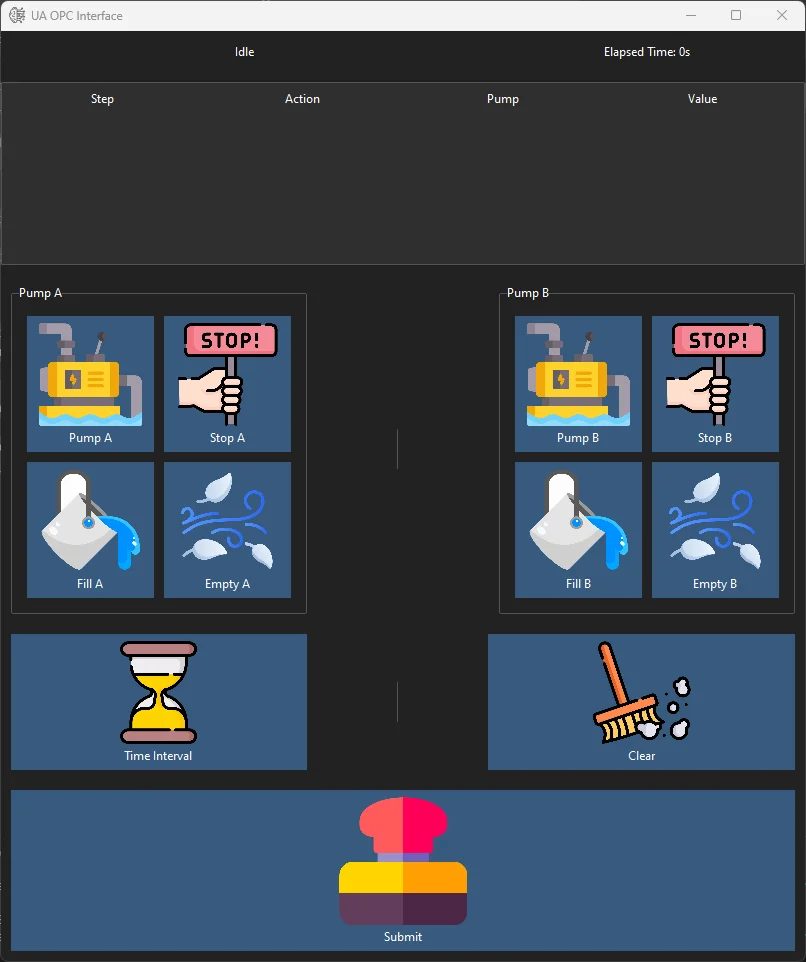 UA OPC Interface
Idle
Elapsed Time: 0s
Step Action Pump Value
Pump A
STOP!
Pump A
Stop A
Fill A
Empty A
Pump B
STOP!
Pump B
Stop B
Fill B
Empty B
Time Interval
Clear
Submit